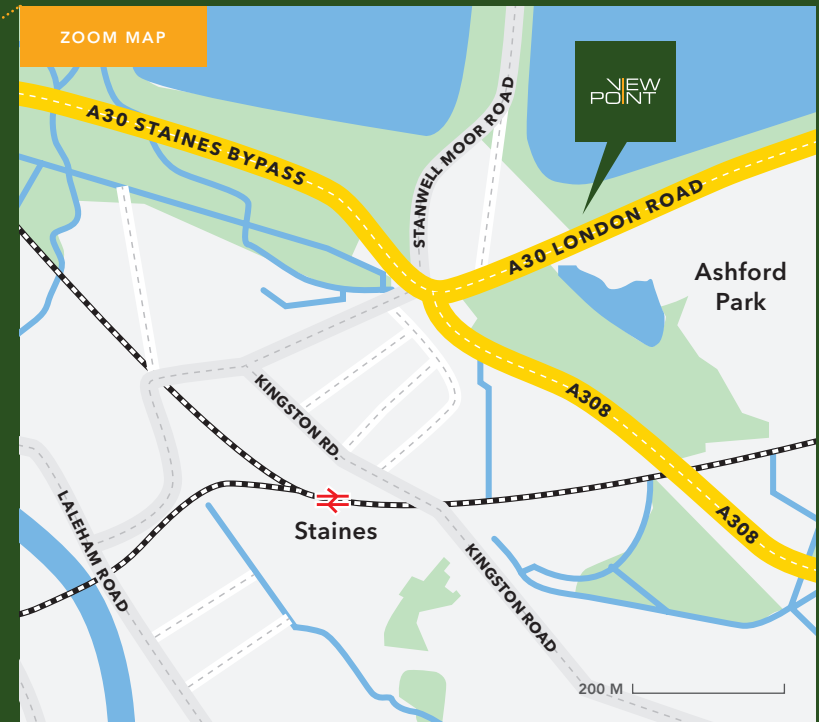 ZOOM MAP
VIEW
POINT
A30 STAINES BYPASS
STANWELL MOOR ROAD
A30 LONDON ROAD
Ashford
Park
KINGSTON RD.
A308
LALEHAM ROAD
Staines
A308
KINGSTON ROAD
200 M